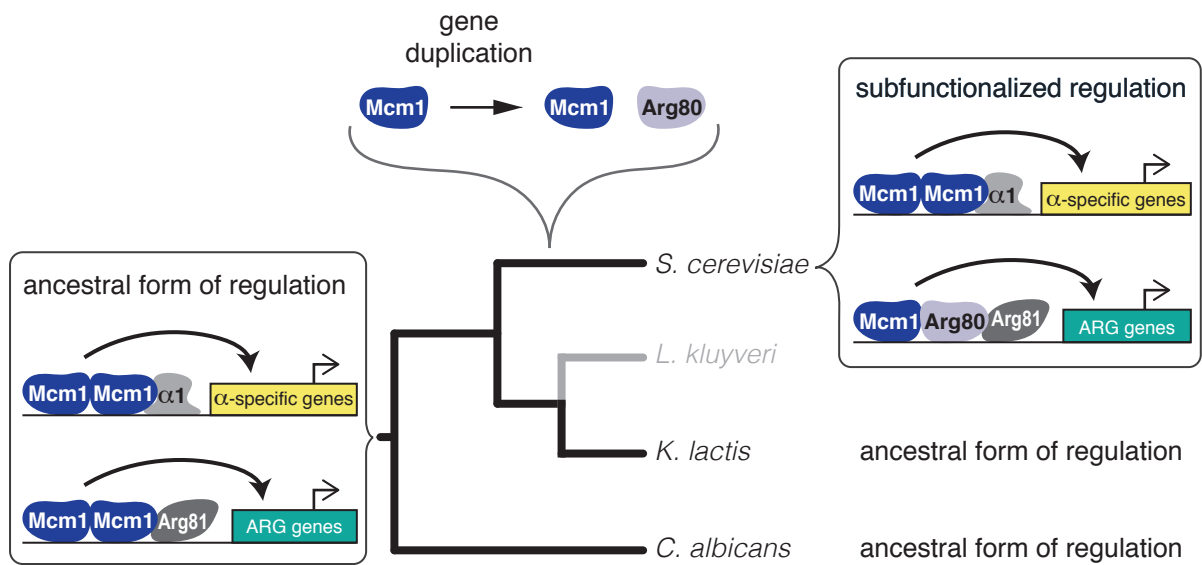 gene
duplication
Mcm1
Mcm1
Arg80
subfunctionalized regulation
Mcm1
Mcm1
α1
α-specific genes
Mcm1
Arg80
Arg81
ARG genes
ancestral form of regulation
Mcm1
Mcm1
α1
α-specific genes
Mcm1
Mcm1
Arg81
ARG genes
S. cerevisiae
L. kluyveri
K. lactis
ancestral form of regulation
C. albicans
ancestral form of regulation